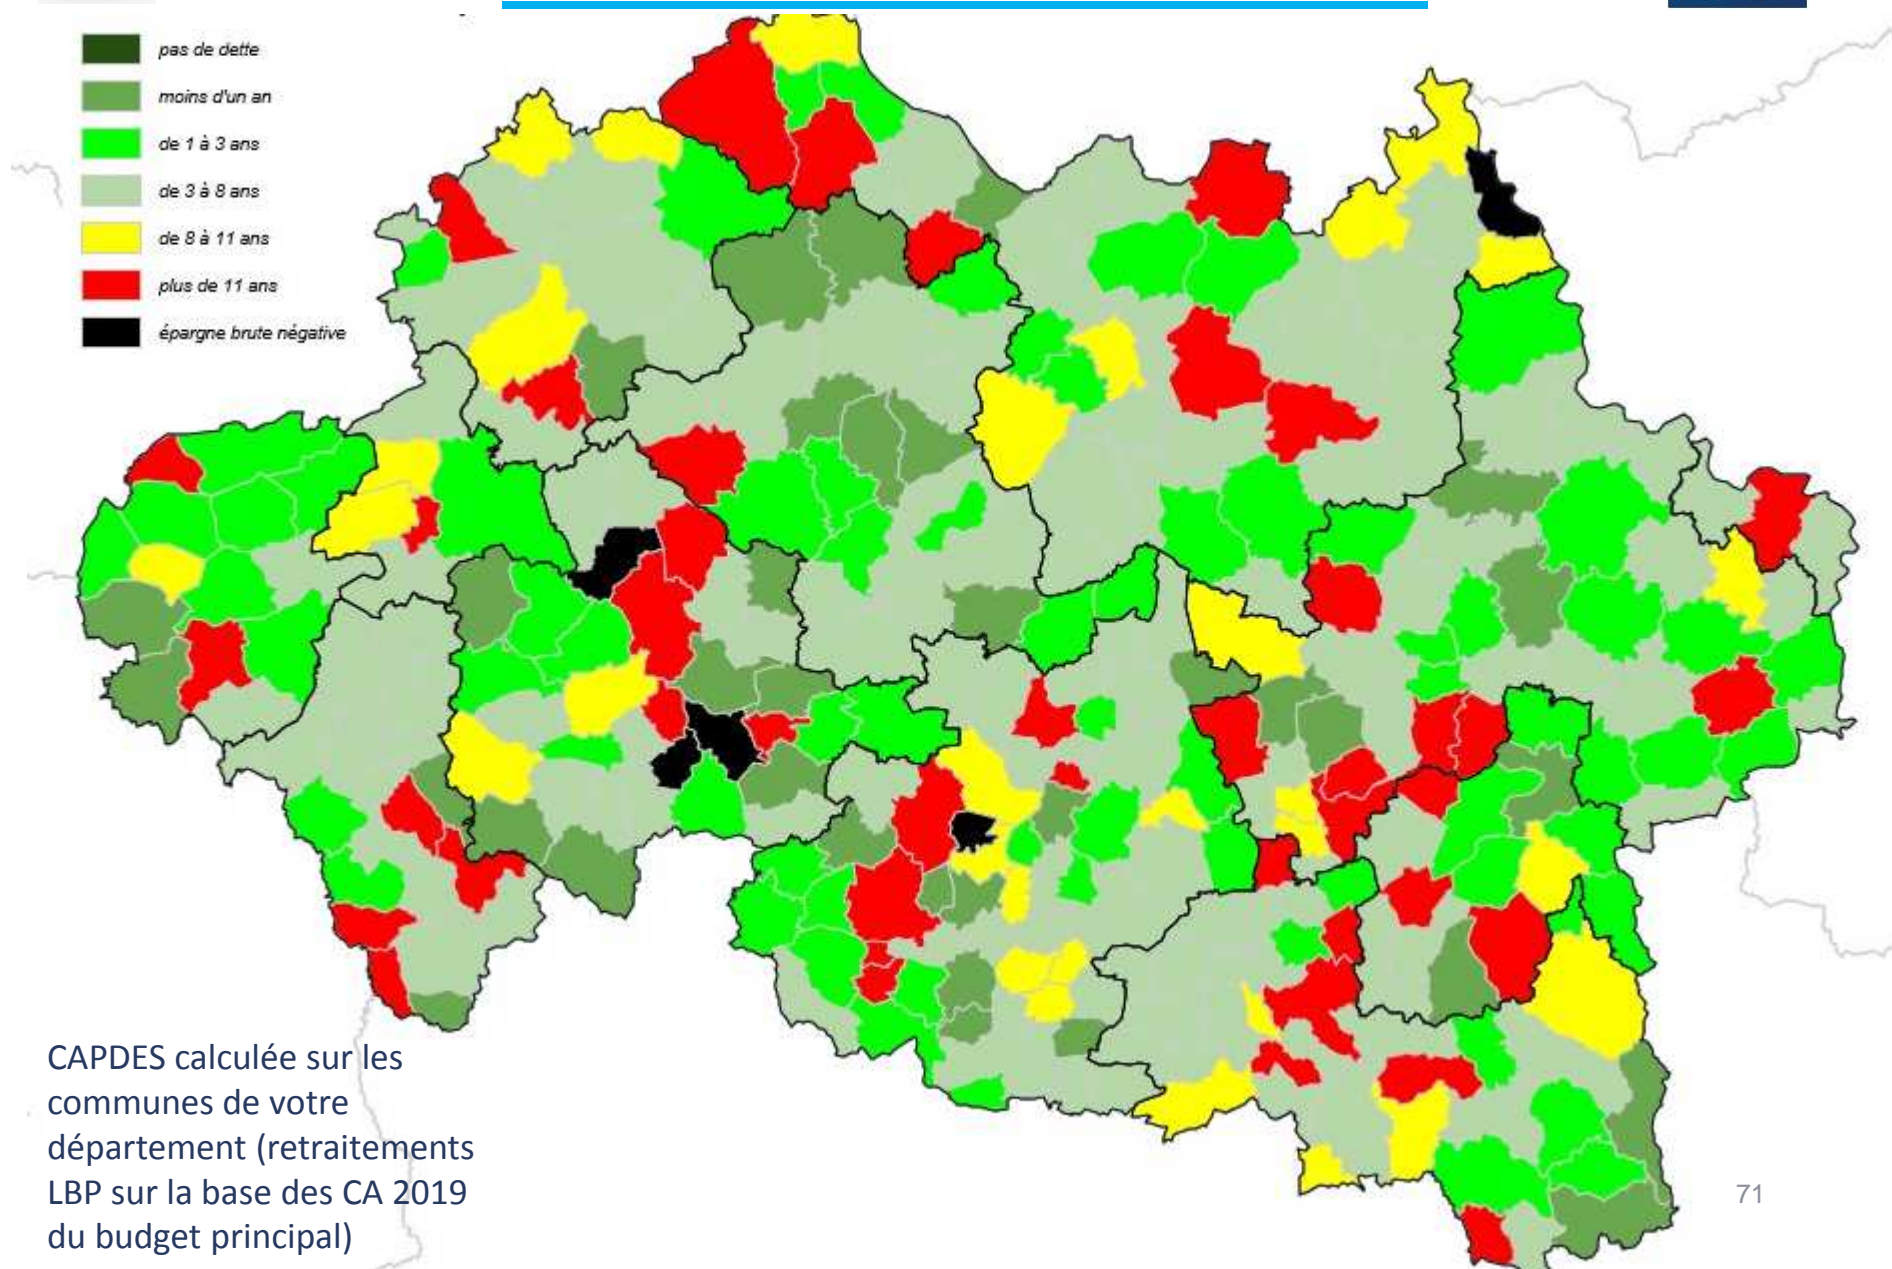 pas de dette
moins d'un an
de 1 à 3 ans
de 3 à 8 ans
de 8 à 11 ans
plus de 11 ans
épargne brute négative
CAPDES calculée sur les
communes de votre
département (retraitements
LBP sur la base des CA 2019
du budget principal)
71